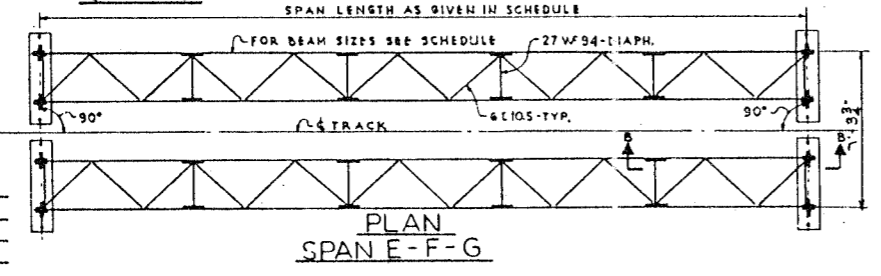 SPAN LENGTH AS GIVEN IN SCHEDULE
FOR BEAM SIZES SEE SCHEDULE
27 WF 94-DIAPH.
90°
6[10.5-TYP.
90°
℄ TRACK
B
B
PLAN
SPAN E-F-G